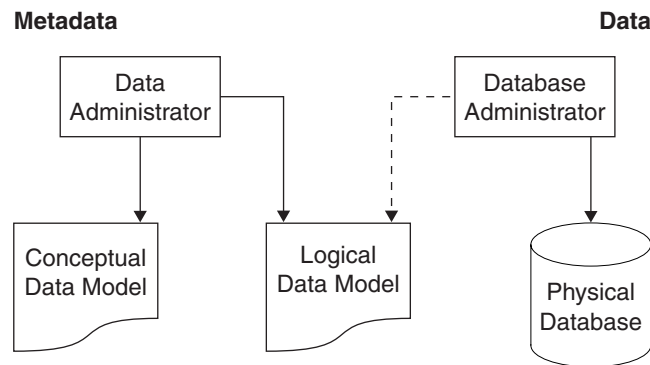 Metadata
Data
Data
Administrator
Database
Administrator
Conceptual
Data Model
Logical
Data Model
Physical
Database